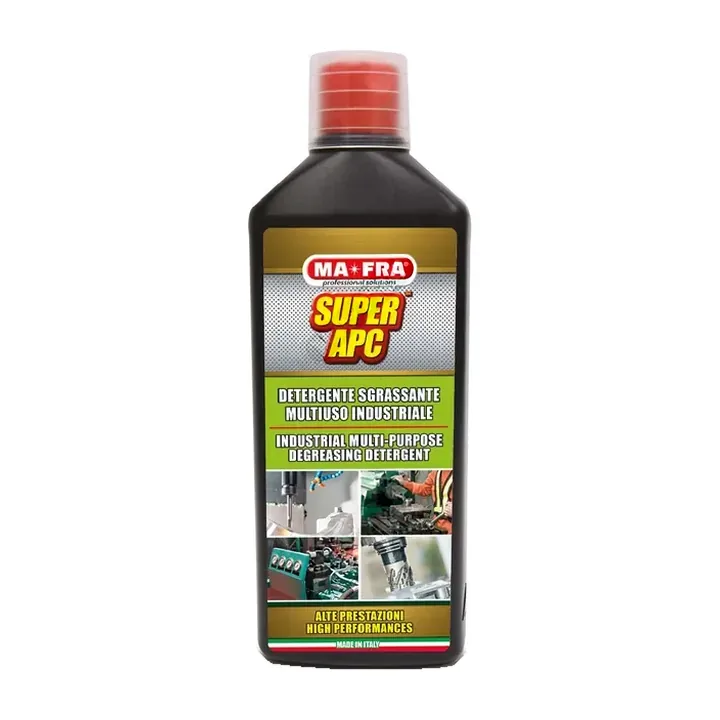 MA*FRA®
professional solutions
SUPER™
APC
DETERGENTE SGRASSANTE
MULTIUSO INDUSTRIALE
INDUSTRIAL MULTI-PURPOSE
DEGREASING DETERGENT
ALTE PRESTAZIONI
HIGH PERFORMANCES
MADE IN ITALY